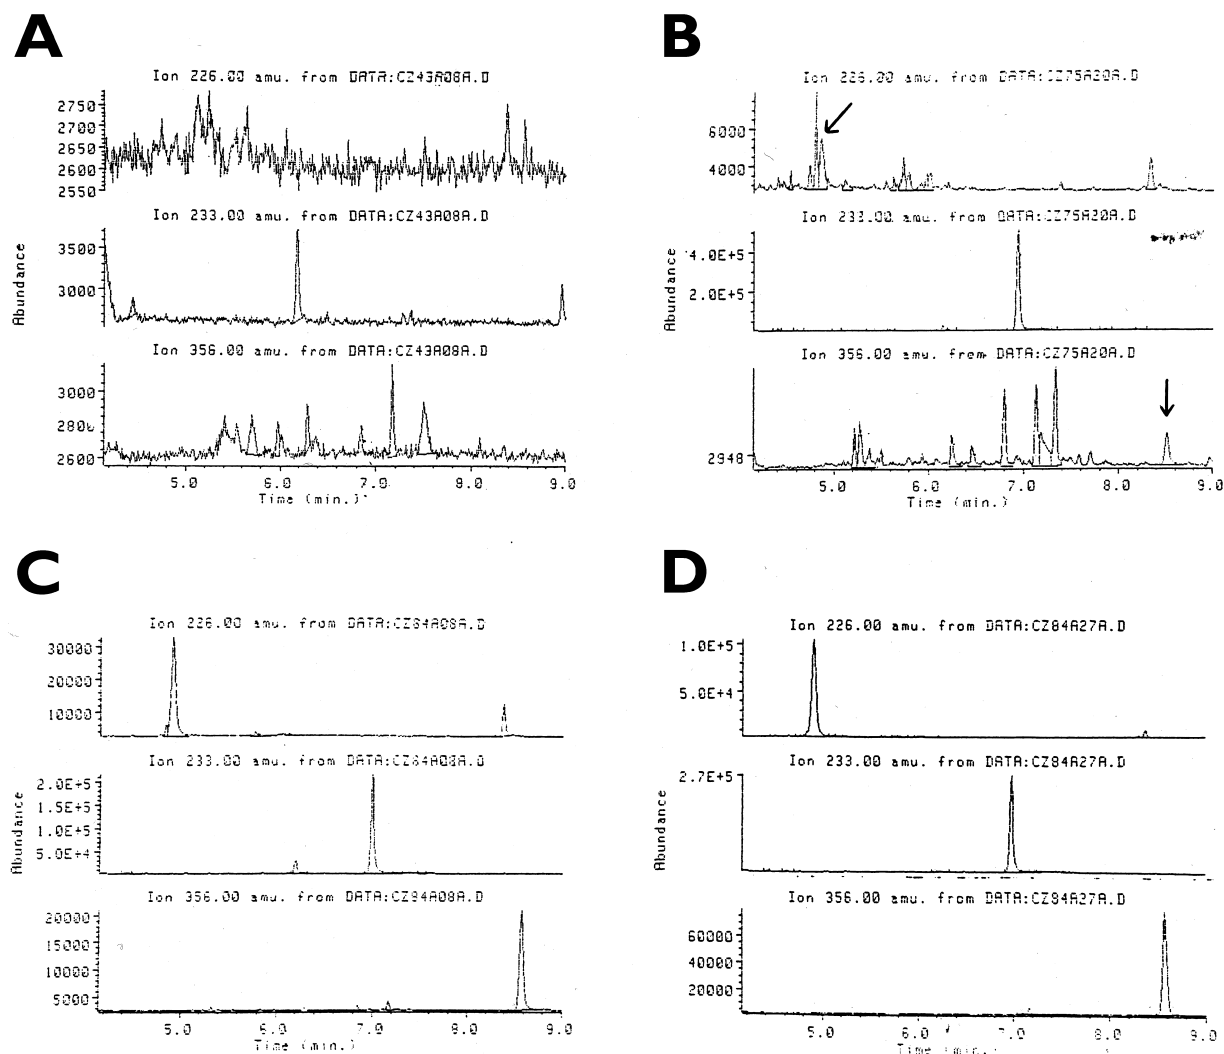 A
Ion 226.00 amu. from DATA:CZ43A08A.D
2750
2700
2650
2600
2550
Ion 233.00 amu. from DATA:CZ43A08A.D
3500
3000
Abundance
Ion 356.00 amu. from DATA:CZ43A08A.D
3000
2800
2600
5.0 6.0 7.0 8.0 9.0
Time (min.)
B
Ion 226.00 amu. from DATA:CZ75A20A.D
6000
4000
Ion 233.00 amu. from DATA:CZ75A20A.D
4.0E+5
2.0E+5
Abundance
Ion 356.00 amu. from DATA:CZ75A20A.D
2948
5.0 6.0 7.0 8.0 9.0
Time (min.)
C
Ion 226.00 amu. from DATA:CZ84A08A.D
30000
20000
10000
Ion 233.00 amu. from DATA:CZ84A08A.D
2.0E+5
1.5E+5
1.0E+5
5.0E+4
Abundance
Ion 356.00 amu. from DATA:CZ84A08A.D
20000
15000
10000
5000
5.0 6.0 7.0 8.0 9.0
Time (min.)
D
Ion 226.00 amu. from DATA:CZ84A27A.D
1.0E+5
5.0E+4
Ion 233.00 amu. from DATA:CZ84A27A.D
2.7E+5
Abundance
Ion 356.00 amu. from DATA:CZ84A27A.D
60000
40000
20000
5.0 6.0 7.0 8.0 9.0
Time (min.)